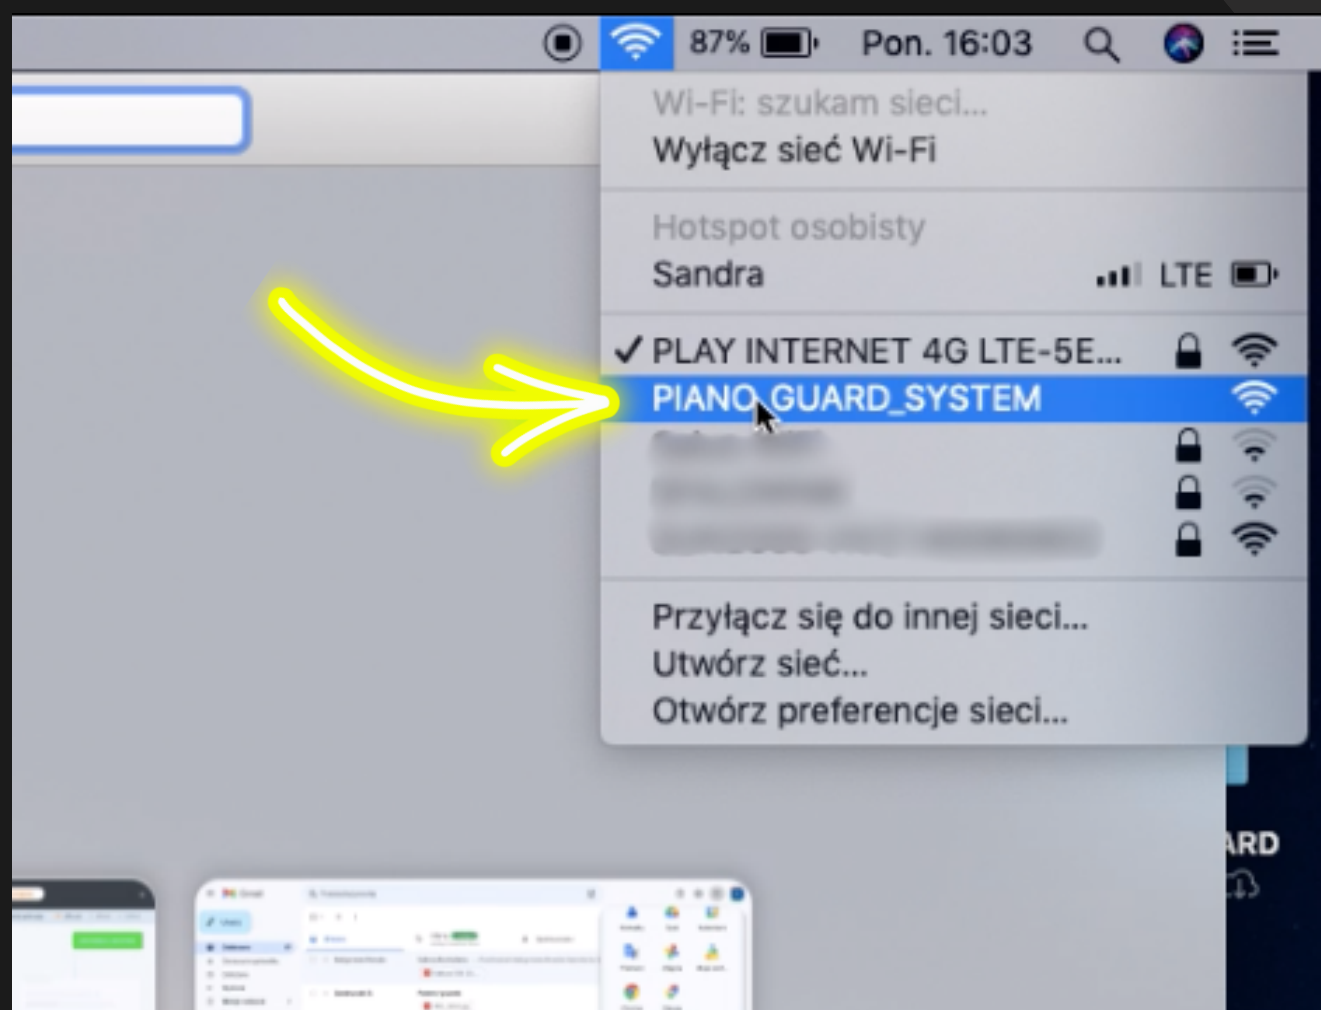 87% Pon. 16:03
Wi-Fi: szukam sieci...
Wyłącz sieć Wi-Fi
Hotspot osobisty
Sandra LTE
PLAY INTERNET 4G LTE-5E...
PIANO_GUARD_SYSTEM
Przyłącz się do innej sieci...
Utwórz sieć...
Otwórz preferencje sieci...
ARD
Gmail